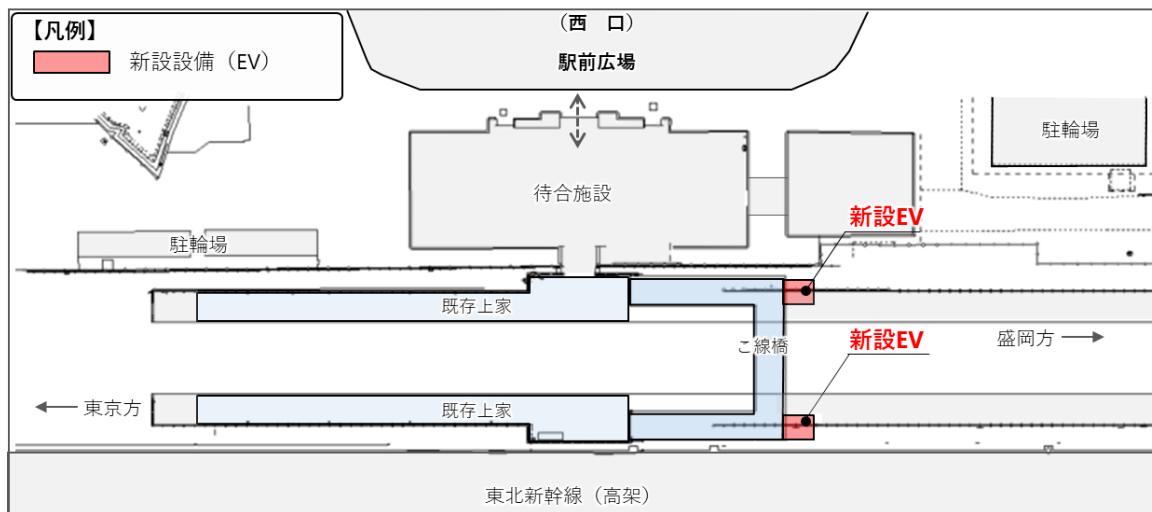 【凡例】
新設設備（EV）
（西　口）
駅前広場
駐輪場
待合施設
新設EV
駐輪場
既存上家
新設EV
こ線橋
盛岡方
東京方
既存上家
東北新幹線（高架）